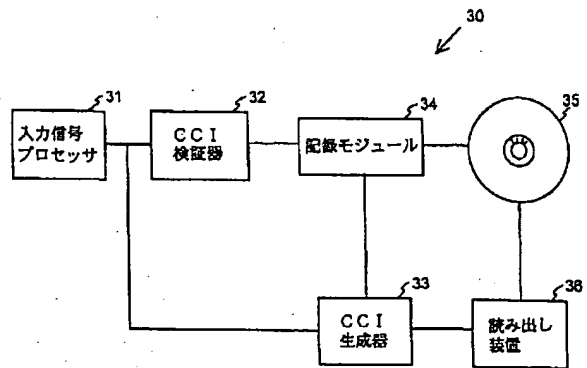 30
31
入力信号
プロセッサ
32
CCI
検証器
34
記録モジュール
35
33
CCI
生成器
36
読み出し
装置